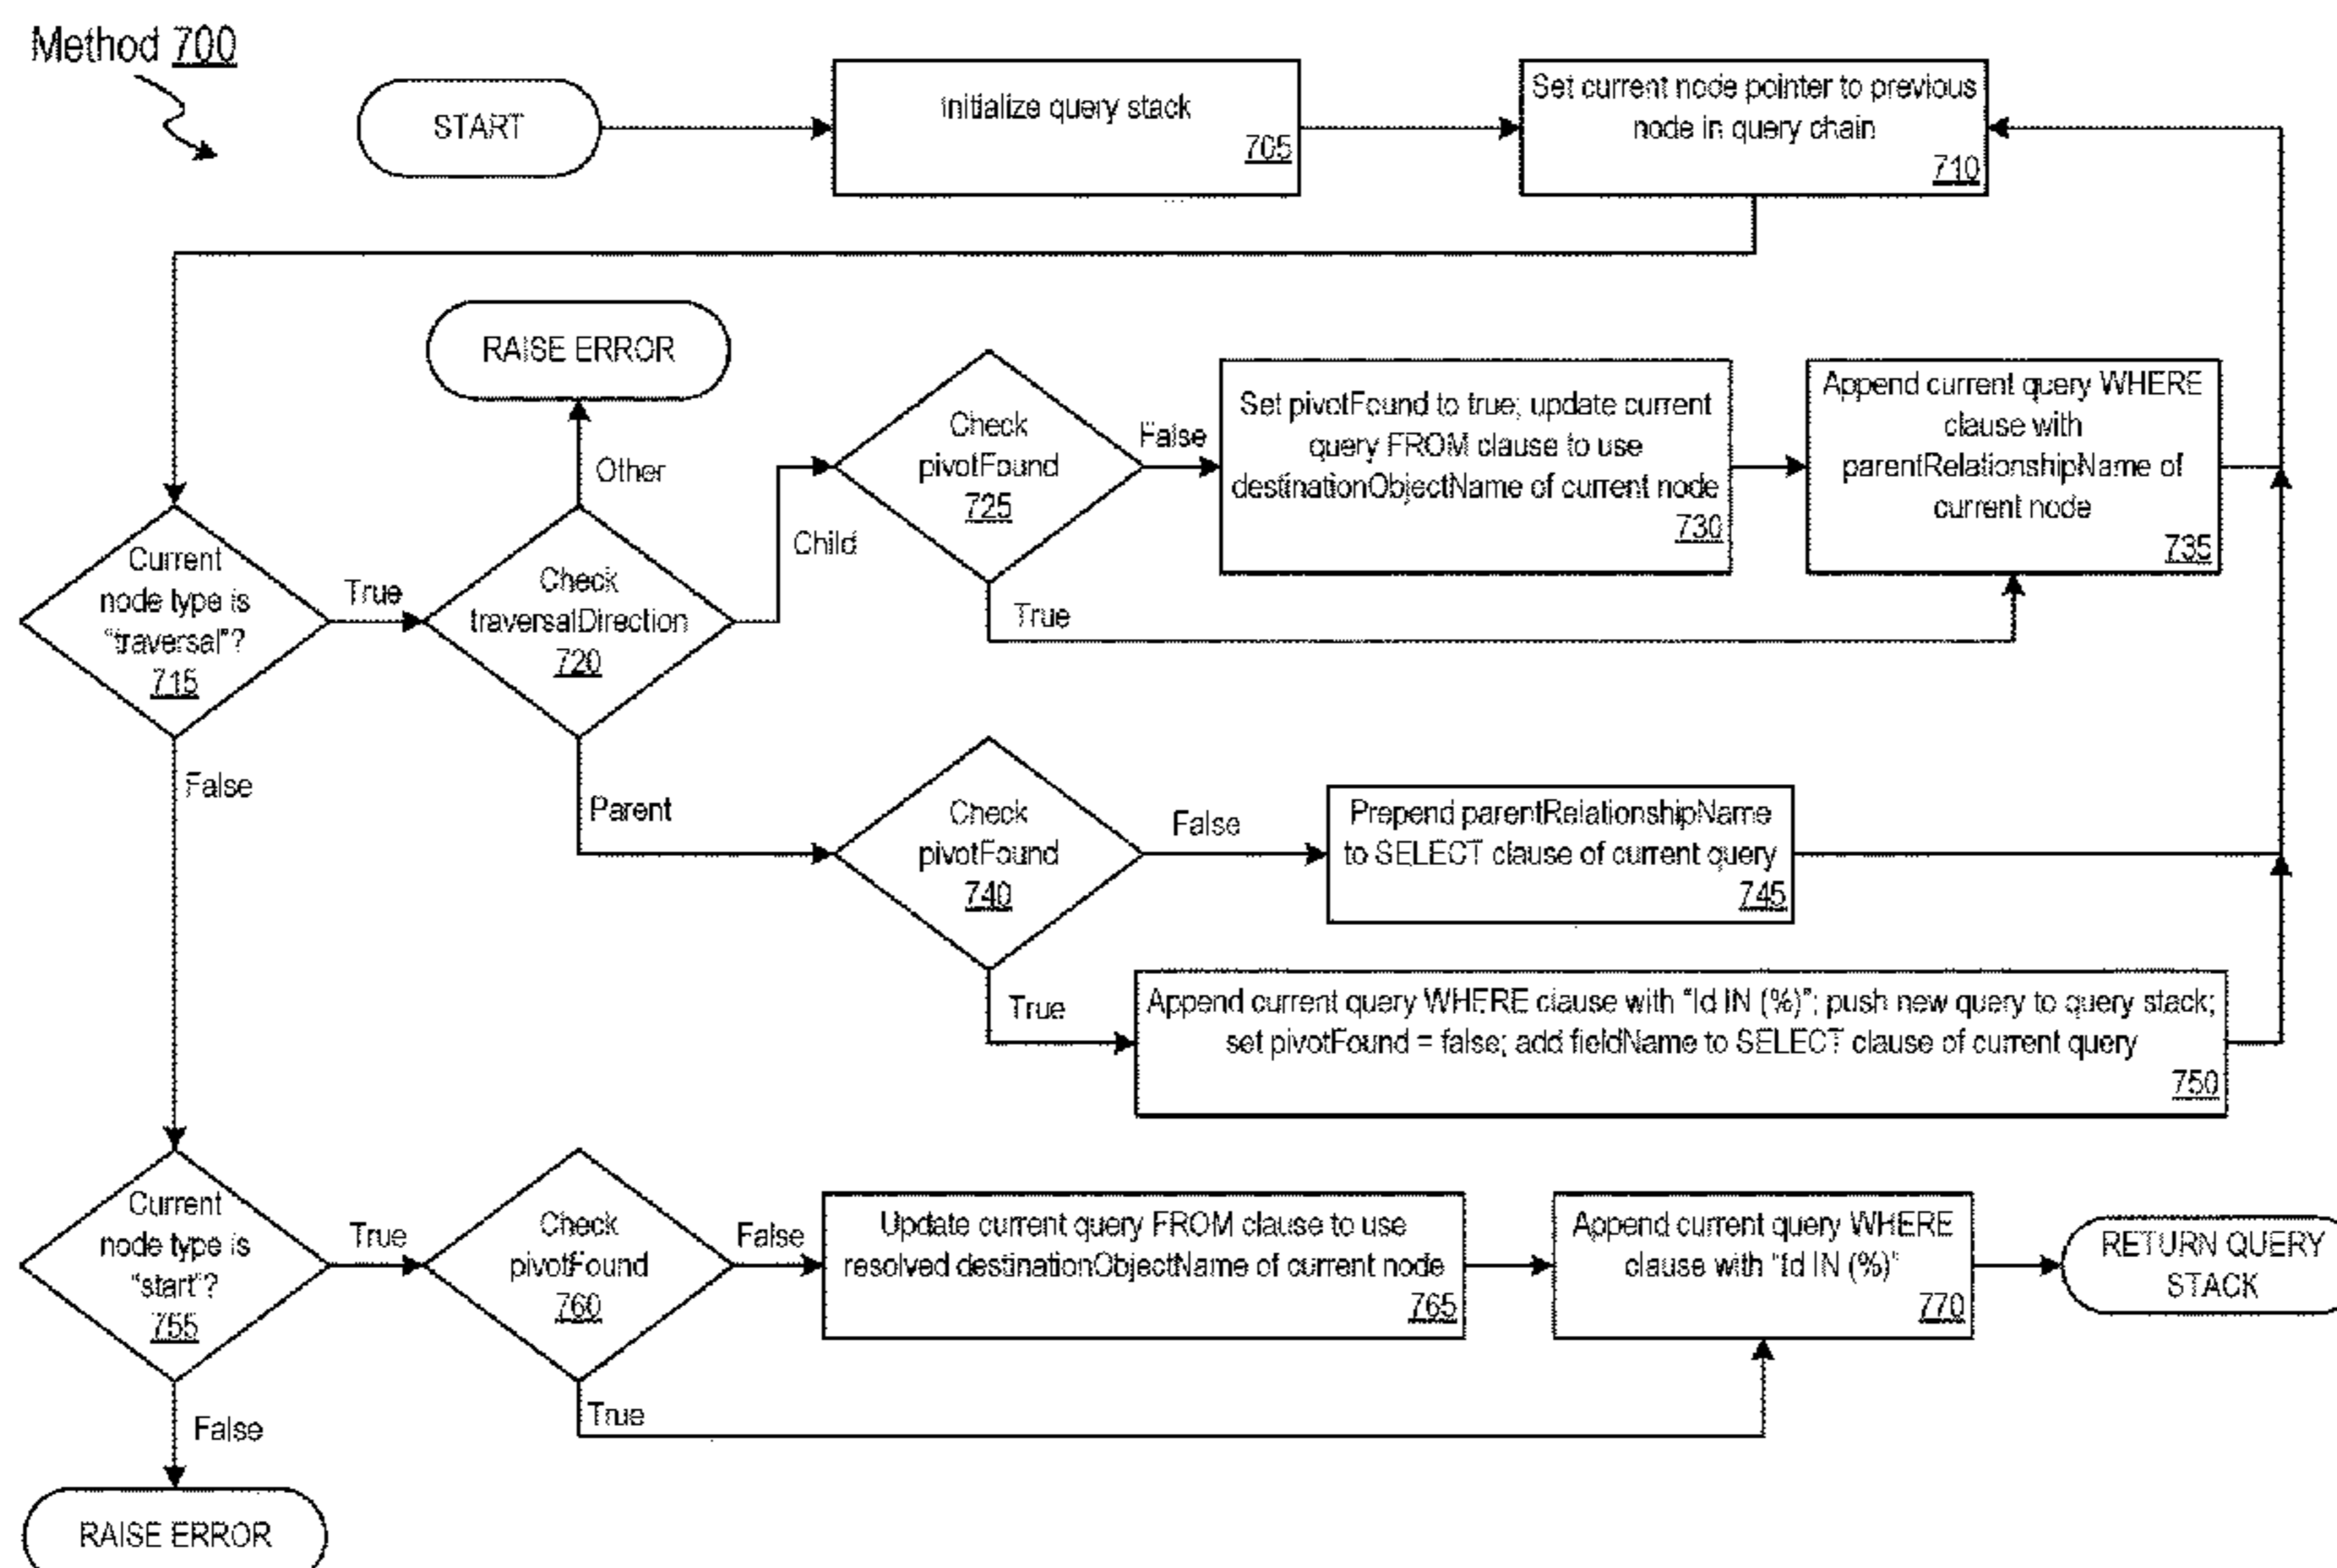 Method 700
START
Initialize query stack
705
Set current node pointer to previous
node in query chain
710
RAISE ERROR
Other
Current
node type is
“traversal”?
715
True
Check
traversalDirection
720
Child
Check
pivotFound
725
False
Set pivotFound to true; update current
query FROM clause to use
destinationObjectName of current node
730
Append current query WHERE
clause with
parentRelationshipName of
current node
735
True
False
Parent
Check
pivotFound
740
False
Prepend parentRelationshipName
to SELECT clause of current query
745
True
Append current query WHERE clause with “Id IN (%)”; push new query to query stack;
set pivotFound = false; add fieldName to SELECT clause of current query
750
Current
node type is
“start”?
755
True
Check
pivotFound
760
False
Update current query FROM clause to use
resolved destinationObjectName of current node
765
Append current query WHERE
clause with “Id IN (%)”
770
RETURN QUERY
STACK
True
False
RAISE ERROR